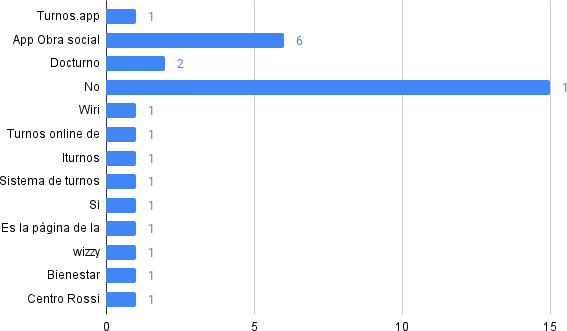 Turnos.app 1
App Obra social 6
Docturno 2
No 1
Wiri 1
Turnos online de 1
Iturnos 1
Sistema de turnos 1
Si 1
Es la página de la 1
wizzy 1
Bienestar 1
Centro Rossi 1
0 5 10 15